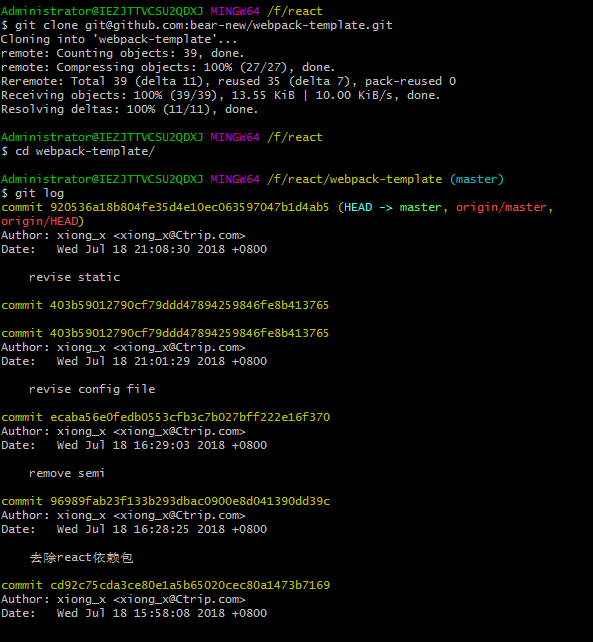 Administrator@IEZJTTVCSU2QDXJ MINGW64 /f/react
$ git clone git@github.com:bear-new/webpack-template.git
Cloning into 'webpack-template'...
remote: Counting objects: 39, done.
remote: Compressing objects: 100% (27/27), done.
Reremote: Total 39 (delta 11), reused 35 (delta 7), pack-reused 0
Receiving objects: 100% (39/39), 13.55 KiB | 10.00 KiB/s, done.
Resolving deltas: 100% (11/11), done.
Administrator@IEZJTTVCSU2QDXJ MINGW64 /f/react
$ cd webpack-template/
Administrator@IEZJTTVCSU2QDXJ MINGW64 /f/react/webpack-template (master)
$ git log
commit 920536a18b804fe35d4e10ec063597047b1d4ab5 (HEAD -> master, origin/master,
origin/HEAD)
Author: xiong_x <xiong_x@Ctrip.com>
Date:   Wed Jul 18 21:08:30 2018 +0800
revise static
commit 403b59012790cf79ddd47894259846fe8b413765
commit 403b59012790cf79ddd47894259846fe8b413765
Author: xiong_x <xiong_x@Ctrip.com>
Date:   Wed Jul 18 21:01:29 2018 +0800
revise config file
commit ecaba56e0fedb0553cfb3c7b027bff222e16f370
Author: xiong_x <xiong_x@Ctrip.com>
Date:   Wed Jul 18 16:29:03 2018 +0800
remove semi
commit 96989fab23f133b293dbac0900e8d041390dd39c
Author: xiong_x <xiong_x@Ctrip.com>
Date:   Wed Jul 18 16:28:25 2018 +0800
去除react依赖包
commit cd92c75cda3ce80e1a5b65020cec80a1473b7169
Author: xiong_x <xiong_x@Ctrip.com>
Date:   Wed Jul 18 15:58:08 2018 +0800